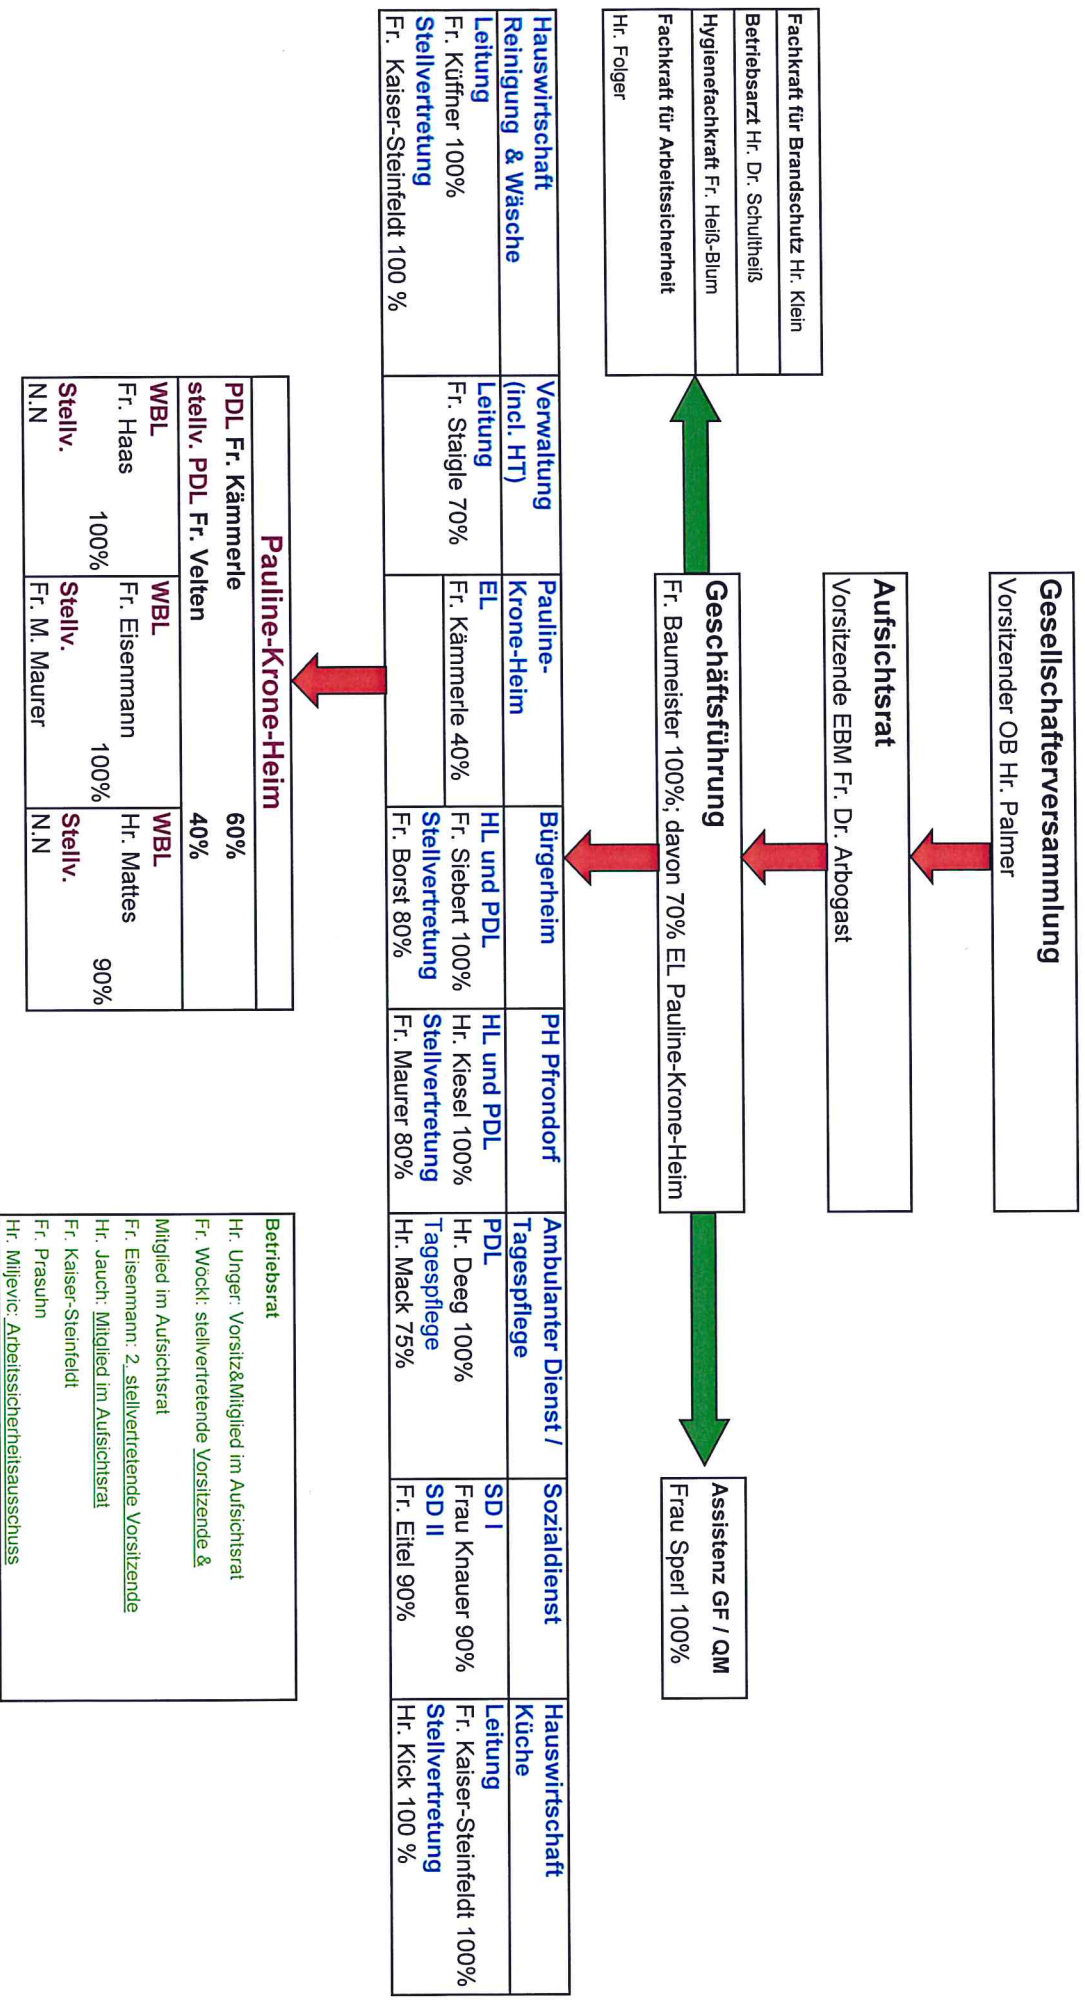 Gesellschafterversammlung
Vorsitzender OB Hr. Palmer
Aufsichtsrat
Vorsitzende EBM Fr. Dr. Arbogast
Fachkraft für Brandschutz Hr. Klein
Betriebsarzt Hr. Dr. Schultheiß
Hygienefachkraft Fr. Heiß-Blum
Fachkraft für Arbeitssicherheit
Hr. Folger
Geschäftsführung
Fr. Baumeister 100%; davon 70% EL Pauline-Krone-Heim
Assistenz GF / QM
Frau Sperl 100%
Hauswirtschaft
Reinigung & Wäsche
Leitung
Fr. Küffner 100%
Stellvertretung
Fr. Kaiser-Steinfeldt 100 %
Verwaltung
(incl. HT)
Leitung
Fr. Staigle 70%
Pauline-
Krone-Heim
EL
Fr. Kämmerle 40%
Bürgerheim
HL und PDL
Fr. Siebert 100%
Stellvertretung
Fr. Borst 80%
PH Pfrondorf
HL und PDL
Hr. Kiesel 100%
Stellvertretung
Fr. Maurer 80%
Ambulanter Dienst /
Tagespflege
PDL
Hr. Deeg 100%
Tagespflege
Hr. Mack 75%
Sozialdienst
SD I
Frau Knauer 90%
SD II
Fr. Eitel 90%
Hauswirtschaft
Küche
Leitung
Fr. Kaiser-Steinfeldt 100%
Stellvertretung
Hr. Kick 100 %
Pauline-Krone-Heim
PDL Fr. Kämmerle 60%
stellv. PDL Fr. Velten 40%
WBL
Fr. Haas
100%
Stellv.
N.N
WBL
Fr. Eisenmann
100%
Stellv.
Fr. M. Maurer
WBL
Hr. Mattes
90%
Stellv.
N.N
Betriebsrat
Hr. Unger: Vorsitz&Mitglied im Aufsichtsrat
Fr. Wöckl: stellvertretende Vorsitzende &
Mitglied im Aufsichtsrat
Fr. Eisenmann: 2. stellvertretende Vorsitzende
Hr. Jauch: Mitglied im Aufsichtsrat
Fr. Kaiser-Steinfeldt
Fr. Prasuhn
Hr. Miljevic: Arbeitssicherheitsausschuss